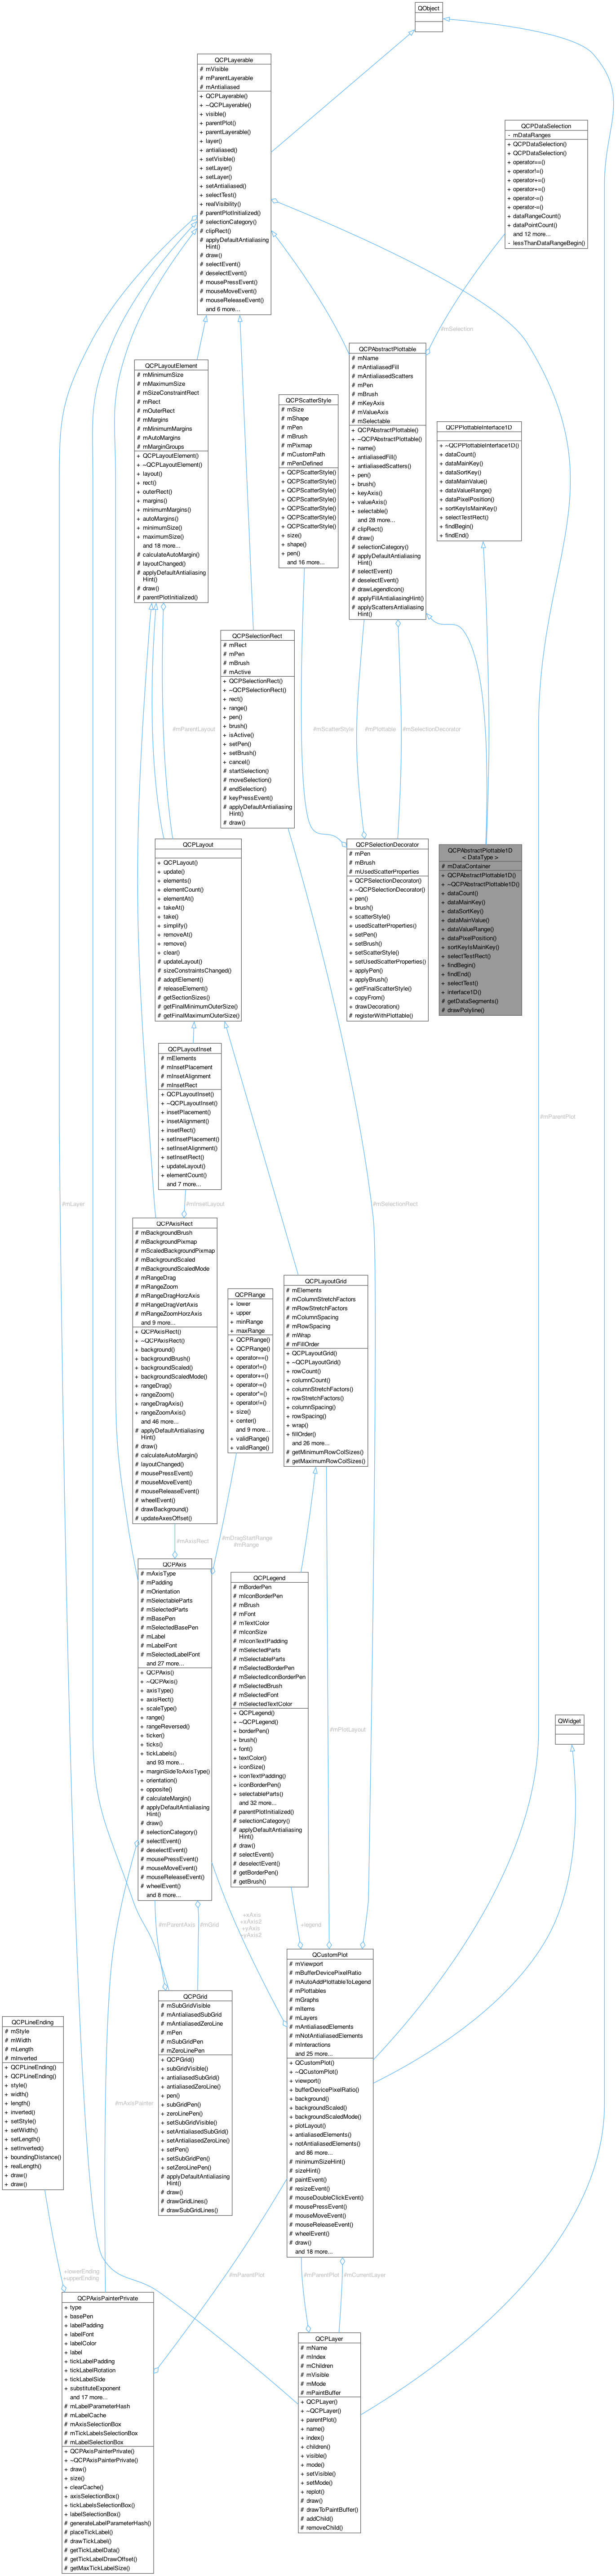 QObject
QCPLayerable
# mVisible
# mParentLayerable
# mAntialiased
+ QCPLayerable()
+ ~QCPLayerable()
+ visible()
+ parentPlot()
+ parentLayerable()
+ layer()
+ antialiased()
+ setVisible()
+ setLayer()
+ setLayer()
+ setAntialiased()
+ selectTest()
+ realVisibility()
# parentPlotInitialized()
# selectionCategory()
# clipRect()
# applyDefaultAntialiasing
Hint()
# draw()
# selectEvent()
# deselectEvent()
# mousePressEvent()
# mouseMoveEvent()
# mouseReleaseEvent()
and 6 more...
QCPDataSelection
- mDataRanges
+ QCPDataSelection()
+ QCPDataSelection()
+ operator==()
+ operator!=()
+ operator+=()
+ operator+=()
+ operator-=()
+ operator-=()
+ dataRangeCount()
+ dataPointCount()
and 12 more...
- lessThanDataRangeBegin()
#mSelection
QCPLayoutElement
# mMinimumSize
# mMaximumSize
# mSizeConstraintRect
# mRect
# mOuterRect
# mMargins
# mMinimumMargins
# mAutoMargins
# mMarginGroups
+ QCPLayoutElement()
+ ~QCPLayoutElement()
+ layout()
+ rect()
+ outerRect()
+ margins()
+ minimumMargins()
+ autoMargins()
+ minimumSize()
+ maximumSize()
and 18 more...
# calculateAutoMargin()
# layoutChanged()
# applyDefaultAntialiasing
Hint()
# draw()
# parentPlotInitialized()
QCPScatterStyle
# mSize
# mShape
# mPen
# mBrush
# mPixmap
# mCustomPath
# mPenDefined
+ QCPScatterStyle()
+ QCPScatterStyle()
+ QCPScatterStyle()
+ QCPScatterStyle()
+ QCPScatterStyle()
+ QCPScatterStyle()
+ QCPScatterStyle()
+ size()
+ shape()
+ pen()
and 16 more...
QCPAbstractPlottable
# mName
# mAntialiasedFill
# mAntialiasedScatters
# mPen
# mBrush
# mKeyAxis
# mValueAxis
# mSelectable
+ QCPAbstractPlottable()
+ ~QCPAbstractPlottable()
+ name()
+ antialiasedFill()
+ antialiasedScatters()
+ pen()
+ brush()
+ keyAxis()
+ valueAxis()
+ selectable()
and 28 more...
# clipRect()
# draw()
# selectionCategory()
# applyDefaultAntialiasing
Hint()
# selectEvent()
# deselectEvent()
# drawLegendIcon()
# applyFillAntialiasingHint()
# applyScattersAntialiasing
Hint()
QCPPlottableInterface1D
+ ~QCPPlottableInterface1D()
+ dataCount()
+ dataMainKey()
+ dataSortKey()
+ dataMainValue()
+ dataValueRange()
+ dataPixelPosition()
+ sortKeyIsMainKey()
+ selectTestRect()
+ findBegin()
+ findEnd()
QCPSelectionRect
# mRect
# mPen
# mBrush
# mActive
+ QCPSelectionRect()
+ ~QCPSelectionRect()
+ rect()
+ range()
+ pen()
+ brush()
+ isActive()
+ setPen()
+ setBrush()
+ cancel()
# startSelection()
# moveSelection()
# endSelection()
# keyPressEvent()
# applyDefaultAntialiasing
Hint()
# draw()
#mParentLayout
#mScatterStyle
#mPlottable
#mSelectionDecorator
QCPLayout
+ QCPLayout()
+ update()
+ elements()
+ elementCount()
+ elementAt()
+ takeAt()
+ take()
+ simplify()
+ removeAt()
+ remove()
+ clear()
# updateLayout()
# sizeConstraintsChanged()
# adoptElement()
# releaseElement()
# getSectionSizes()
# getFinalMinimumOuterSize()
# getFinalMaximumOuterSize()
QCPSelectionDecorator
# mPen
# mBrush
# mUsedScatterProperties
+ QCPSelectionDecorator()
+ ~QCPSelectionDecorator()
+ pen()
+ brush()
+ scatterStyle()
+ usedScatterProperties()
+ setPen()
+ setBrush()
+ setScatterStyle()
+ setUsedScatterProperties()
+ applyPen()
+ applyBrush()
+ getFinalScatterStyle()
+ copyFrom()
+ drawDecoration()
# registerWithPlottable()
QCPAbstractPlottable1D
< DataType >
# mDataContainer
+ QCPAbstractPlottable1D()
+ ~QCPAbstractPlottable1D()
+ dataCount()
+ dataMainKey()
+ dataSortKey()
+ dataMainValue()
+ dataValueRange()
+ dataPixelPosition()
+ sortKeyIsMainKey()
+ selectTestRect()
+ findBegin()
+ findEnd()
+ selectTest()
+ interface1D()
# getDataSegments()
# drawPolyline()
QCPLayoutInset
# mElements
# mInsetPlacement
# mInsetAlignment
# mInsetRect
+ QCPLayoutInset()
+ ~QCPLayoutInset()
+ insetPlacement()
+ insetAlignment()
+ insetRect()
+ setInsetPlacement()
+ setInsetAlignment()
+ setInsetRect()
+ updateLayout()
+ elementCount()
and 7 more...
#mLayer
#mInsetLayout
#mSelectionRect
#mParentPlot
QCPAxisRect
# mBackgroundBrush
# mBackgroundPixmap
# mScaledBackgroundPixmap
# mBackgroundScaled
# mBackgroundScaledMode
# mRangeDrag
# mRangeZoom
# mRangeDragHorzAxis
# mRangeDragVertAxis
# mRangeZoomHorzAxis
and 9 more...
+ QCPAxisRect()
+ ~QCPAxisRect()
+ background()
+ backgroundBrush()
+ backgroundScaled()
+ backgroundScaledMode()
+ rangeDrag()
+ rangeZoom()
+ rangeDragAxis()
+ rangeZoomAxis()
and 46 more...
# applyDefaultAntialiasing
Hint()
# draw()
# calculateAutoMargin()
# layoutChanged()
# mousePressEvent()
# mouseMoveEvent()
# mouseReleaseEvent()
# wheelEvent()
# drawBackground()
# updateAxesOffset()
QCPRange
+ lower
+ upper
+ minRange
+ maxRange
+ QCPRange()
+ QCPRange()
+ operator==()
+ operator!=()
+ operator+=()
+ operator-=()
+ operator*=()
+ operator/=()
+ size()
+ center()
and 9 more...
+ validRange()
+ validRange()
QCPLayoutGrid
# mElements
# mColumnStretchFactors
# mRowStretchFactors
# mColumnSpacing
# mRowSpacing
# mWrap
# mFillOrder
+ QCPLayoutGrid()
+ ~QCPLayoutGrid()
+ rowCount()
+ columnCount()
+ columnStretchFactors()
+ rowStretchFactors()
+ columnSpacing()
+ rowSpacing()
+ wrap()
+ fillOrder()
and 26 more...
# getMinimumRowColSizes()
# getMaximumRowColSizes()
#mAxisRect
#mDragStartRange
#mRange
QCPAxis
# mAxisType
# mPadding
# mOrientation
# mSelectableParts
# mSelectedParts
# mBasePen
# mSelectedBasePen
# mLabel
# mLabelFont
# mSelectedLabelFont
and 27 more...
+ QCPAxis()
+ ~QCPAxis()
+ axisType()
+ axisRect()
+ scaleType()
+ range()
+ rangeReversed()
+ ticker()
+ ticks()
+ tickLabels()
and 93 more...
+ marginSideToAxisType()
+ orientation()
+ opposite()
# calculateMargin()
# applyDefaultAntialiasing
Hint()
# draw()
# selectionCategory()
# selectEvent()
# deselectEvent()
# mousePressEvent()
# mouseMoveEvent()
# mouseReleaseEvent()
# wheelEvent()
and 8 more...
QCPLegend
# mBorderPen
# mIconBorderPen
# mBrush
# mFont
# mTextColor
# mIconSize
# mIconTextPadding
# mSelectedParts
# mSelectableParts
# mSelectedBorderPen
# mSelectedIconBorderPen
# mSelectedBrush
# mSelectedFont
# mSelectedTextColor
+ QCPLegend()
+ ~QCPLegend()
+ borderPen()
+ brush()
+ font()
+ textColor()
+ iconSize()
+ iconTextPadding()
+ iconBorderPen()
+ selectableParts()
and 32 more...
# parentPlotInitialized()
# selectionCategory()
# applyDefaultAntialiasing
Hint()
# draw()
# selectEvent()
# deselectEvent()
# getBorderPen()
# getBrush()
#mPlotLayout
QWidget
#mParentAxis
#mGrid
+xAxis
+xAxis2
+yAxis
+yAxis2
+legend
QCustomPlot
# mViewport
# mBufferDevicePixelRatio
# mAutoAddPlottableToLegend
# mPlottables
# mGraphs
# mItems
# mLayers
# mAntialiasedElements
# mNotAntialiasedElements
# mInteractions
and 25 more...
+ QCustomPlot()
+ ~QCustomPlot()
+ viewport()
+ bufferDevicePixelRatio()
+ background()
+ backgroundScaled()
+ backgroundScaledMode()
+ plotLayout()
+ antialiasedElements()
+ notAntialiasedElements()
and 86 more...
# minimumSizeHint()
# sizeHint()
# paintEvent()
# resizeEvent()
# mouseDoubleClickEvent()
# mousePressEvent()
# mouseMoveEvent()
# mouseReleaseEvent()
# wheelEvent()
# draw()
and 18 more...
QCPGrid
# mSubGridVisible
# mAntialiasedSubGrid
# mAntialiasedZeroLine
# mPen
# mSubGridPen
# mZeroLinePen
+ QCPGrid()
+ subGridVisible()
+ antialiasedSubGrid()
+ antialiasedZeroLine()
+ pen()
+ subGridPen()
+ zeroLinePen()
+ setSubGridVisible()
+ setAntialiasedSubGrid()
+ setAntialiasedZeroLine()
+ setPen()
+ setSubGridPen()
+ setZeroLinePen()
# applyDefaultAntialiasing
Hint()
# draw()
# drawGridLines()
# drawSubGridLines()
QCPLineEnding
# mStyle
# mWidth
# mLength
# mInverted
+ QCPLineEnding()
+ QCPLineEnding()
+ style()
+ width()
+ length()
+ inverted()
+ setStyle()
+ setWidth()
+ setLength()
+ setInverted()
+ boundingDistance()
+ realLength()
+ draw()
+ draw()
#mAxisPainter
+lowerEnding
+upperEnding
#mParentPlot
#mParentPlot
#mCurrentLayer
QCPAxisPainterPrivate
+ type
+ basePen
+ labelPadding
+ labelFont
+ labelColor
+ label
+ tickLabelPadding
+ tickLabelRotation
+ tickLabelSide
+ substituteExponent
and 17 more...
# mLabelParameterHash
# mLabelCache
# mAxisSelectionBox
# mTickLabelsSelectionBox
# mLabelSelectionBox
+ QCPAxisPainterPrivate()
+ ~QCPAxisPainterPrivate()
+ draw()
+ size()
+ clearCache()
+ axisSelectionBox()
+ tickLabelsSelectionBox()
+ labelSelectionBox()
# generateLabelParameterHash()
# placeTickLabel()
# drawTickLabel()
# getTickLabelData()
# getTickLabelDrawOffset()
# getMaxTickLabelSize()
QCPLayer
# mName
# mIndex
# mChildren
# mVisible
# mMode
# mPaintBuffer
+ QCPLayer()
+ ~QCPLayer()
+ parentPlot()
+ name()
+ index()
+ children()
+ visible()
+ mode()
+ setVisible()
+ setMode()
+ replot()
# draw()
# drawToPaintBuffer()
# addChild()
# removeChild()